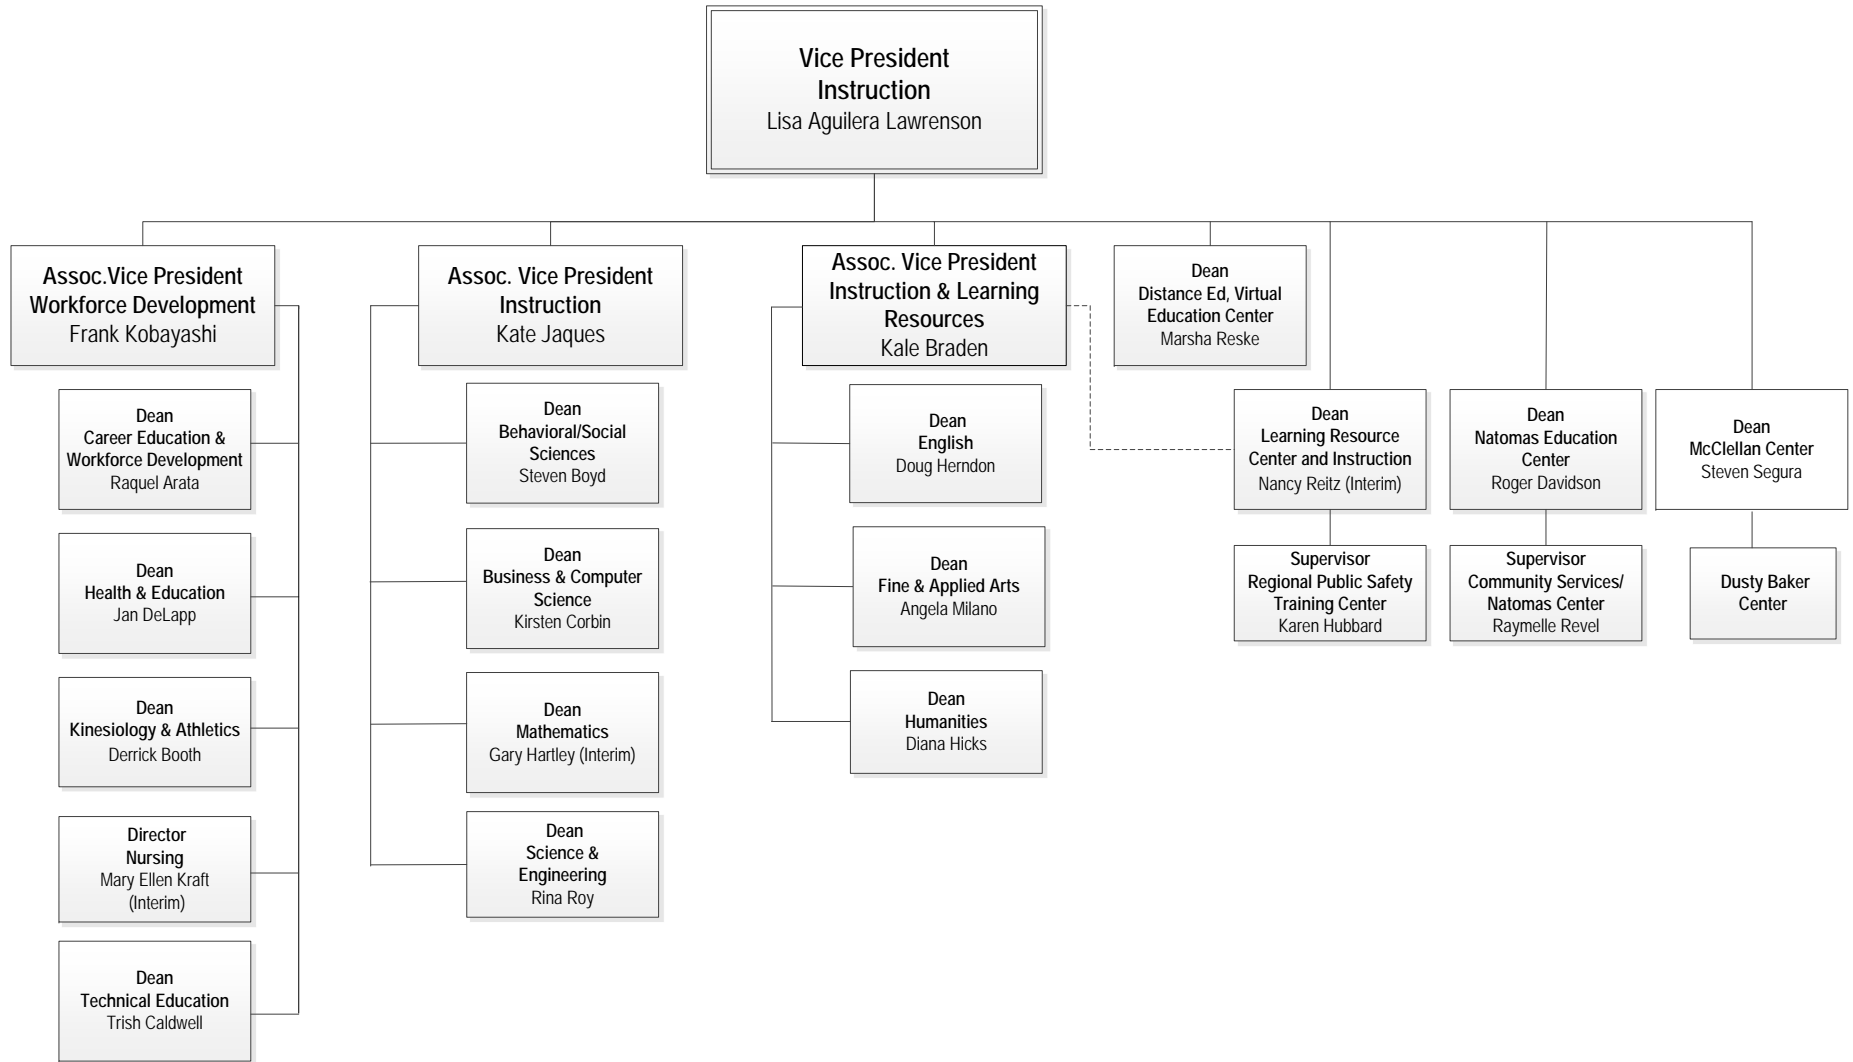 Vice President
Instruction
Lisa Aguilera Lawrenson
Assoc.Vice President
Workforce Development
Frank Kobayashi
Assoc. Vice President
Instruction
Kate Jaques
Assoc. Vice President
Instruction & Learning
Resources
Kale Braden
Dean
Distance Ed, Virtual
Education Center
Marsha Reske
Dean
Career Education &
Workforce Development
Raquel Arata
Dean
Health & Education
Jan DeLapp
Dean
Kinesiology & Athletics
Derrick Booth
Director
Nursing
Mary Ellen Kraft
(Interim)
Dean
Technical Education
Trish Caldwell
Dean
Behavioral/Social
Sciences
Steven Boyd
Dean
Business & Computer
Science
Kirsten Corbin
Dean
Mathematics
Gary Hartley (Interim)
Dean
Science &
Engineering
Rina Roy
Dean
English
Doug Herndon
Dean
Fine & Applied Arts
Angela Milano
Dean
Humanities
Diana Hicks
Dean
Learning Resource
Center and Instruction
Nancy Reitz (Interim)
Supervisor
Regional Public Safety
Training Center
Karen Hubbard
Dean
Natomas Education
Center
Roger Davidson
Supervisor
Community Services/
Natomas Center
Raymelle Revel
Dean
McClellan Center
Steven Segura
Dusty Baker
Center